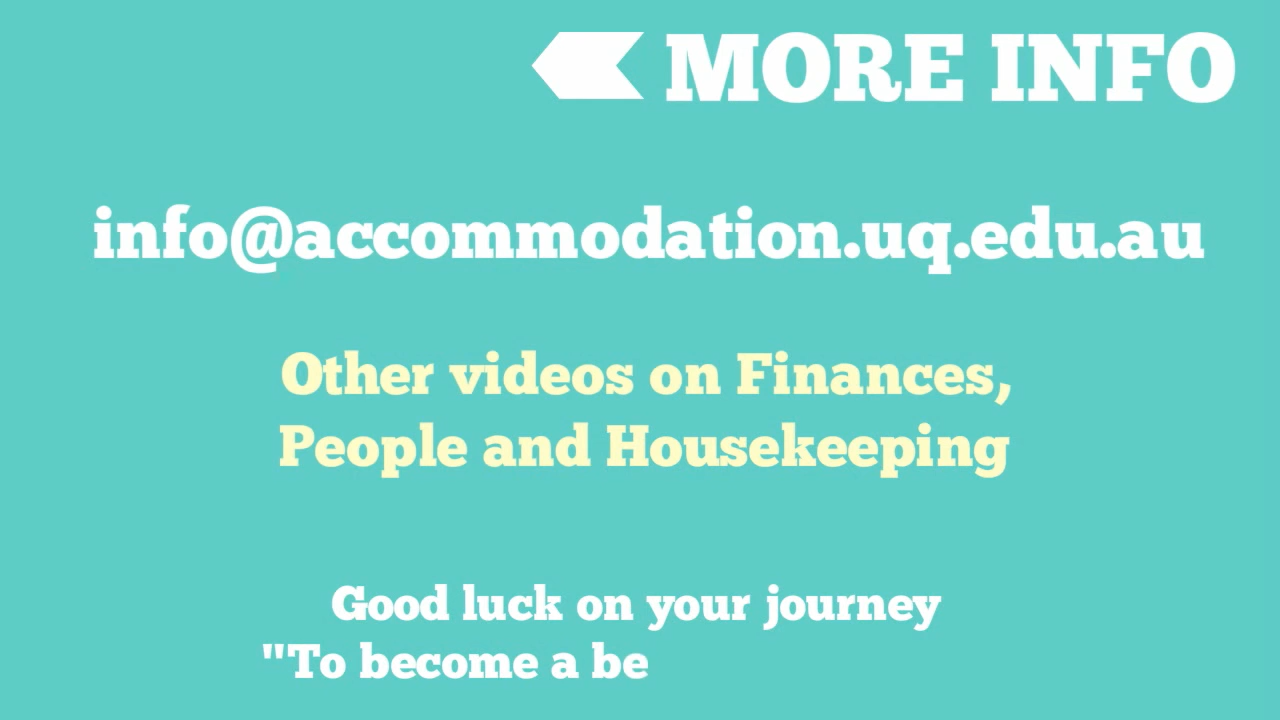 MORE INFO
info@accommodation.uq.edu.au
Other videos on Finances,
People and Housekeeping
Good luck on your journey
"To become a be